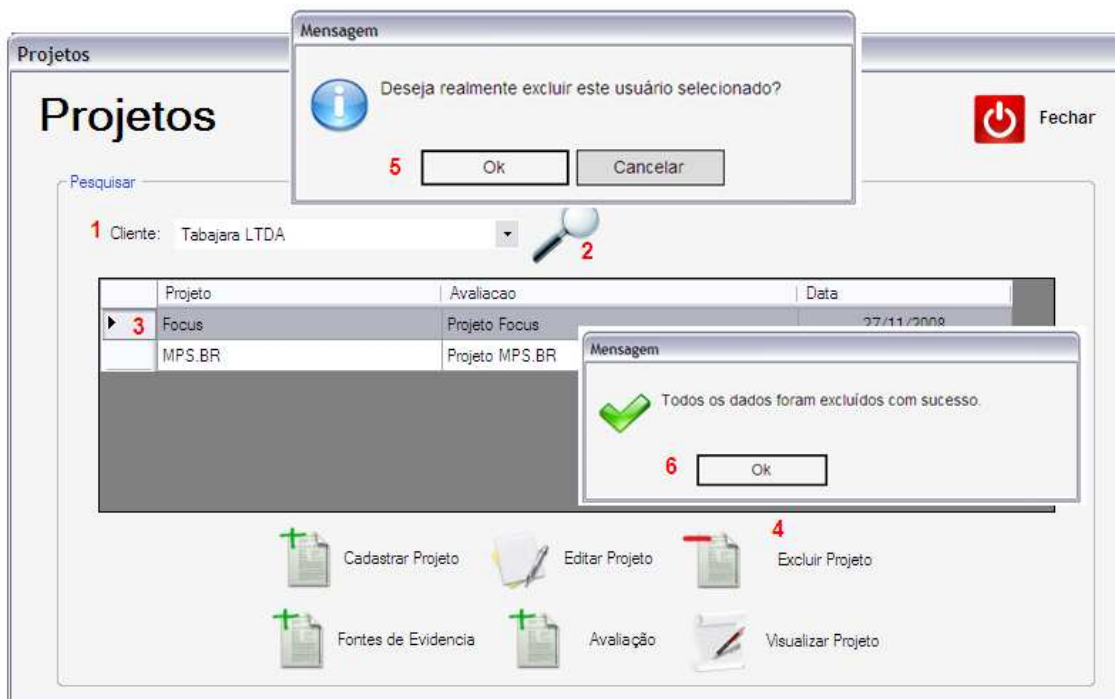 Mensagem
Projetos
Deseja realmente excluir este usuário selecionado?
Projetos
Fechar
5 Ok Cancelar
Pesquisar
1 Cliente: Tabajara LTDA
2
Projeto Avaliacao Data
3 Focus Projeto Focus 27/11/2008
MPS.BR Projeto MPS.BR
Mensagem
Todos os dados foram excluídos com sucesso.
6 Ok
4
Cadastrar Projeto Editar Projeto Excluir Projeto
Fontes de Evidencia Avaliação Visualizar Projeto